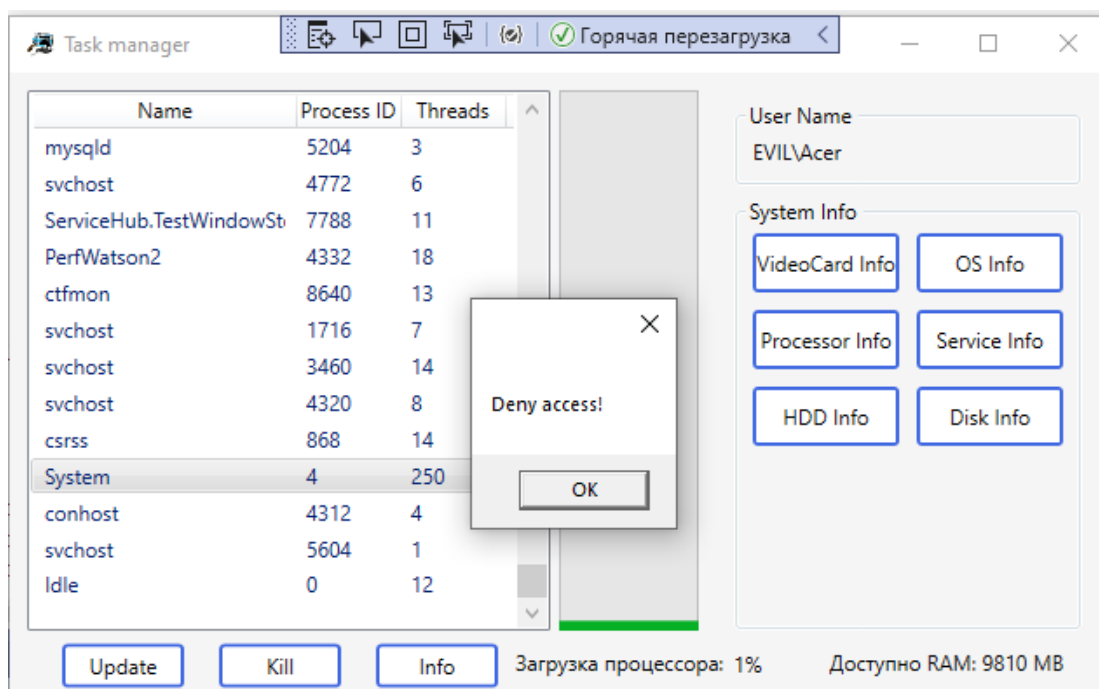 Task manager
Горячая перезагрузка
Name Process ID Threads
mysqld 5204 3
svchost 4772 6
ServiceHub.TestWindowSt 7788 11
PerfWatson2 4332 18
ctfmon 8640 13
svchost 1716 7
svchost 3460 14
svchost 4320 8
csrss 868 14
System 4 250
conhost 4312 4
svchost 5604 1
Idle 0 12
Deny access!
OK
User Name
EVIL\Acer
System Info
VideoCard Info OS Info
Processor Info Service Info
HDD Info Disk Info
Update Kill Info Загрузка процессора: 1% Доступно RAM: 9810 MB